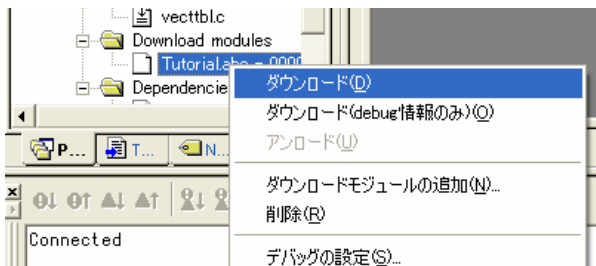 vecttbl.c
Download modules
Tutorial.abs - 0000
Dependencie
ダウンロード(D)
ダウンロード(debug情報のみ)(O)
アンロード(U)
ダウンロードモジュールの追加(N)...
削除(R)
デバッグの設定(S)...
P...
T...
N...
Connected